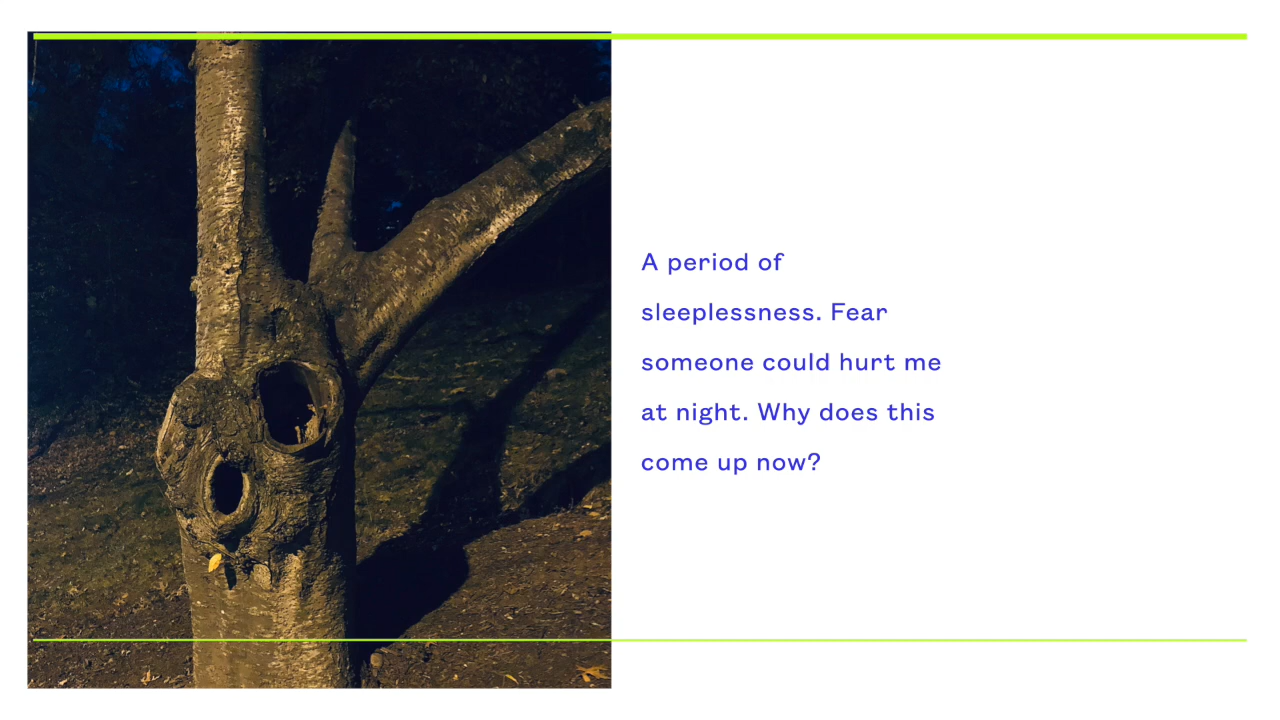 A period of
sleeplessness. Fear
someone could hurt me
at night. Why does this
come up now?